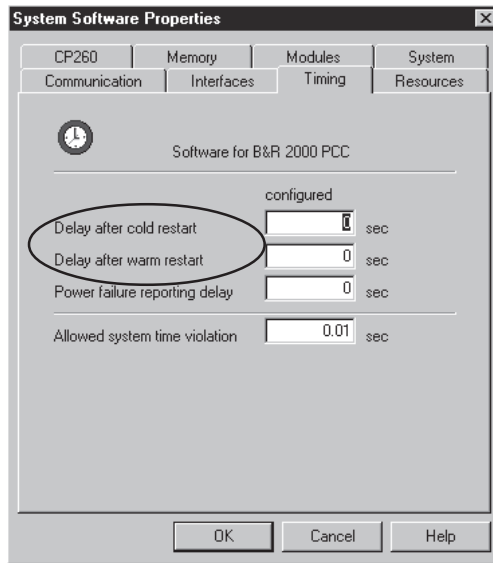 System Software Properties
CP260 Memory Modules System
Communication Interfaces Timing Resources
Software for B&R 2000 PCC
configured
Delay after cold restart 0 sec
Delay after warm restart 0 sec
Power failure reporting delay 0 sec
Allowed system time violation 0.01 sec
OK Cancel Help